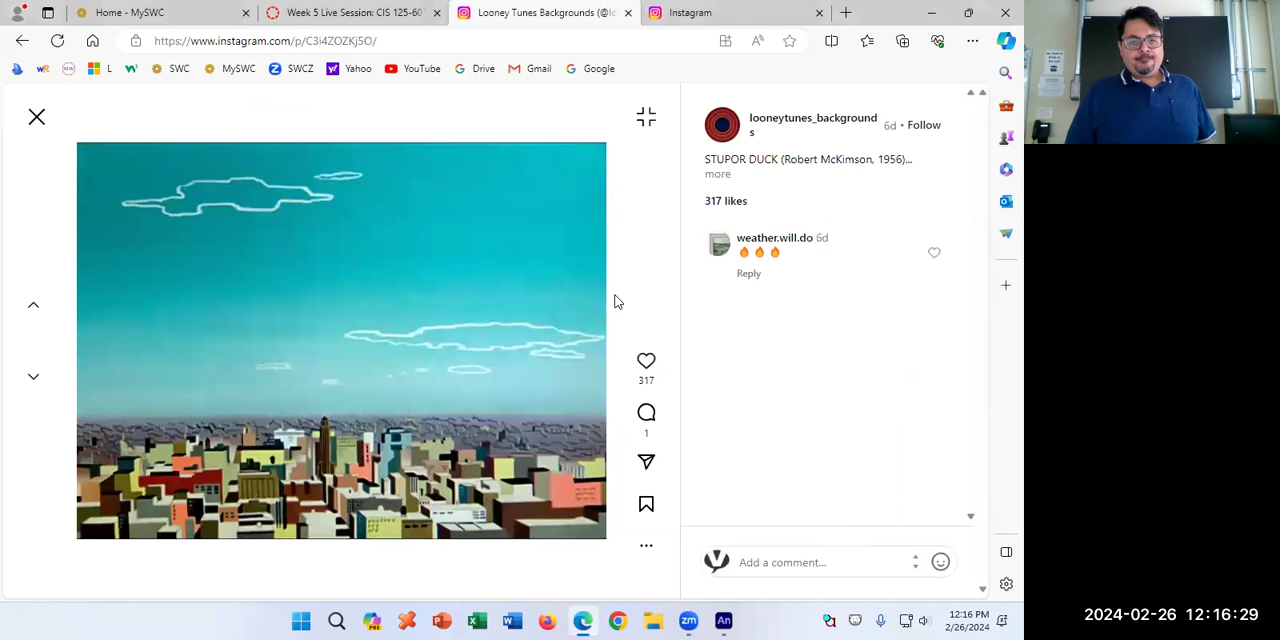 Home - MySWC
Week 5 Live Session: CIS 125-60
Looney Tunes Backgrounds (@lo
Instagram
https://www.instagram.com/p/C3i4ZOZKj5O/
L
SWC
MySWC
SWCZ
Yahoo
YouTube
Drive
Gmail
Google
looneytunes_background
s
6d • Follow
STUPOR DUCK (Robert McKimson, 1956)...
more
317 likes
weather.will.do 6d
🔥 🔥 🔥
Reply
317
1
Add a comment...
zm
An
12:16 PM
2/26/2024
2024-02-26 12:16:29